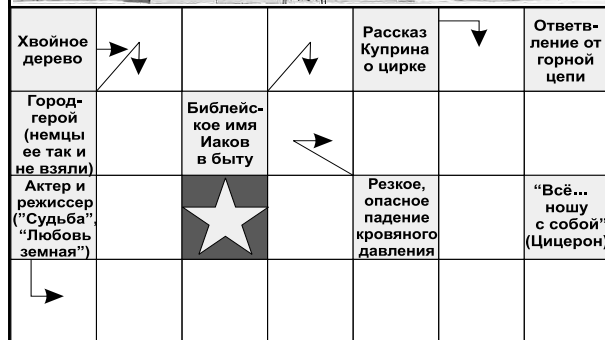 Хвойное
дерево
Рассказ
Куприна
о цирке
Ответв-
ление от
горной
цепи
Город-
герой
(немцы
ее так и
не взяли)
Библейс-
кое имя
Иаков
в быту
Актер и
режиссер
("Судьба",
"Любовь
земная")
Резкое,
опасное
падение
кровяного
давления
"Всё...
ношу
с собой"
(Цицерон)